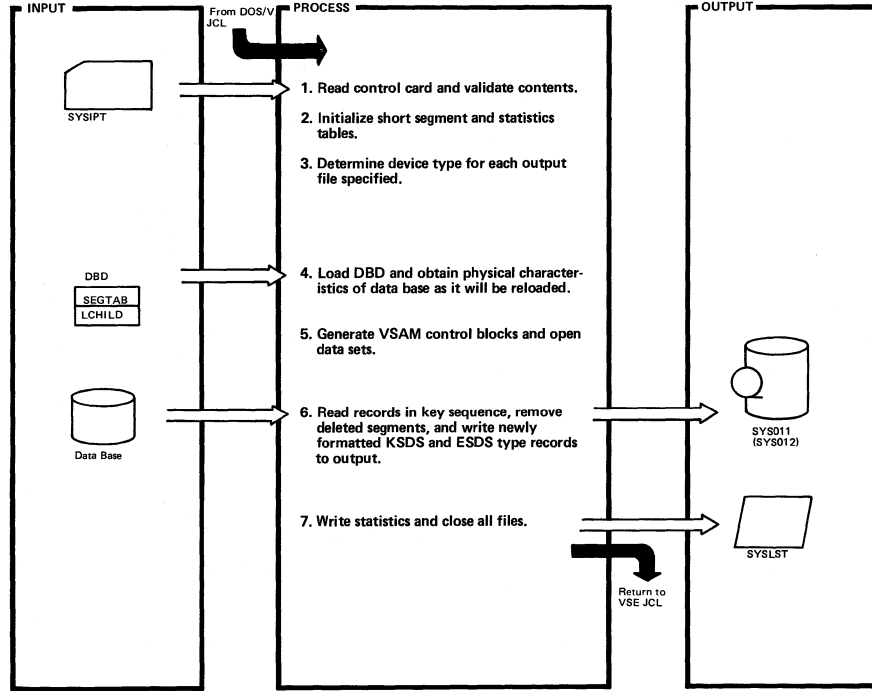 INPUT
From DOS/V
JCL
PROCESS
OUTPUT
SYSIPT
1. Read control card and validate contents.
2. Initialize short segment and statistics
tables.
3. Determine device type for each output
file specified.
DBD
SEGTAB
LCHILD
4. Load DBD and obtain physical character-
istics of data base as it will be reloaded.
5. Generate VSAM control blocks and open
data sets.
Data Base
6. Read records in key sequence, remove
deleted segments, and write newly
formatted KSDS and ESDS type records
to output.
SYS011
(SYS012)
7. Write statistics and close all files.
SYSLST
Return to
VSE JCL